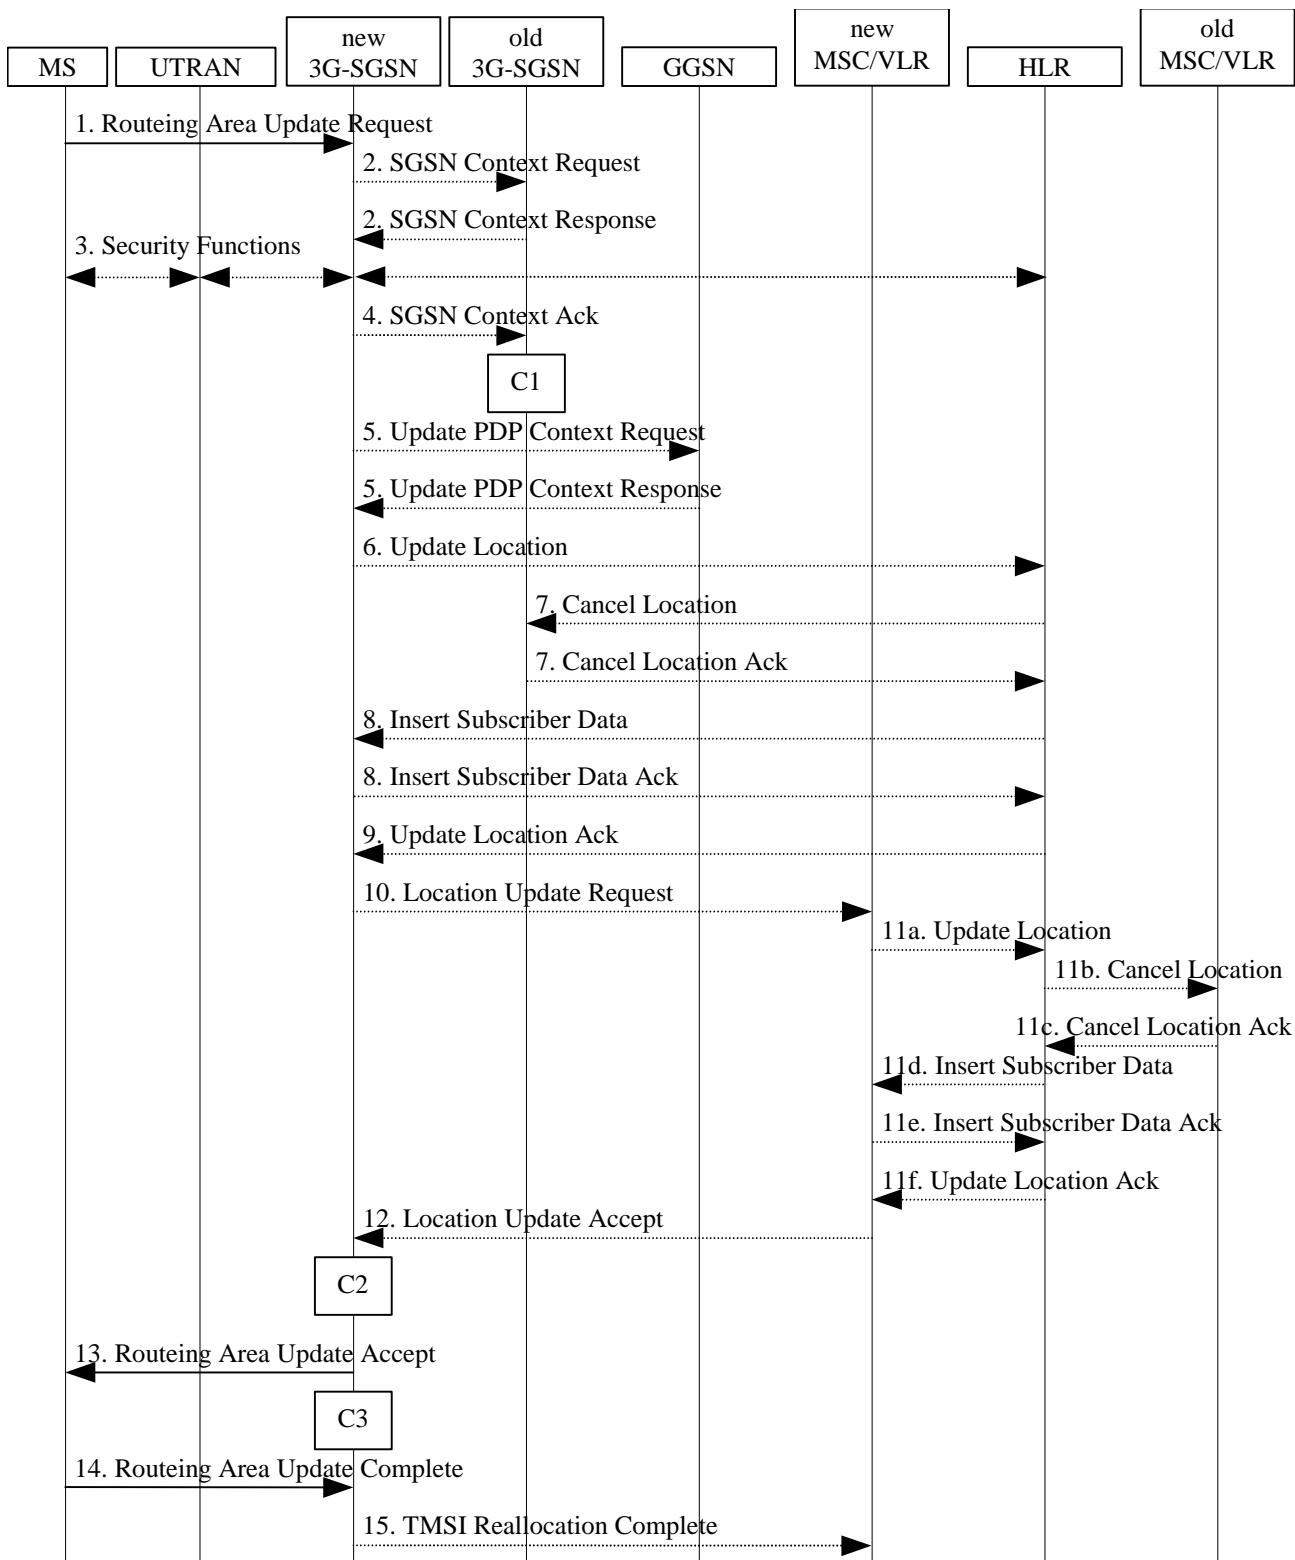 MS
UTRAN
new
3G-SGSN
old
3G-SGSN
GGSN
new
MSC/VLR
HLR
old
MSC/VLR
1. Routeing Area Update Request
2. SGSN Context Request
2. SGSN Context Response
3. Security Functions
4. SGSN Context Ack
C1
5. Update PDP Context Request
5. Update PDP Context Response
6. Update Location
7. Cancel Location
7. Cancel Location Ack
8. Insert Subscriber Data
8. Insert Subscriber Data Ack
9. Update Location Ack
10. Location Update Request
11a. Update Location
11b. Cancel Location
11c. Cancel Location Ack
11d. Insert Subscriber Data
11e. Insert Subscriber Data Ack
11f. Update Location Ack
12. Location Update Accept
C2
13. Routeing Area Update Accept
C3
14. Routeing Area Update Complete
15. TMSI Reallocation Complete